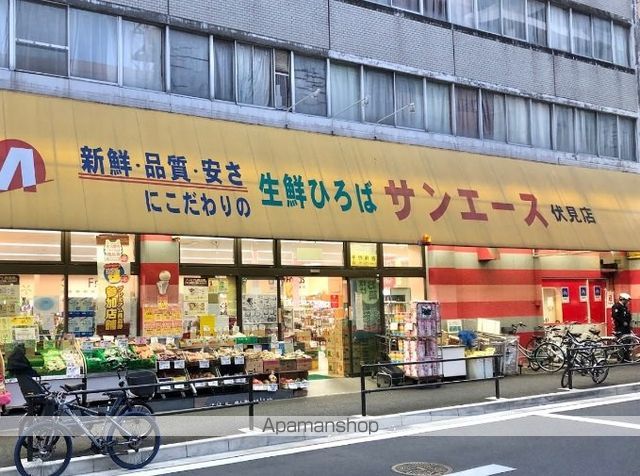 新鮮・品質・安さ
にこだわりの
生鮮ひろば
サンエース
伏見店
Apamanshop